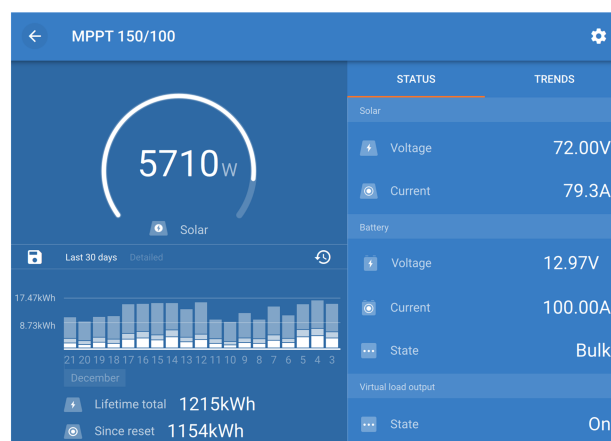 MPPT 150/100
5710W
Solar
Last 30 days Detailed
17.47kWh
8.73kWh
21 20 19 18 17 16 15 14 13 12 11 10 9 8 7 6 5 4 3
December
Lifetime total 1215kWh
Since reset 1154kWh
STATUS TRENDS
Solar
Voltage 72.00V
Current 79.3A
Battery
Voltage 12.97V
Current 100.00A
State Bulk
Virtual load output
State On